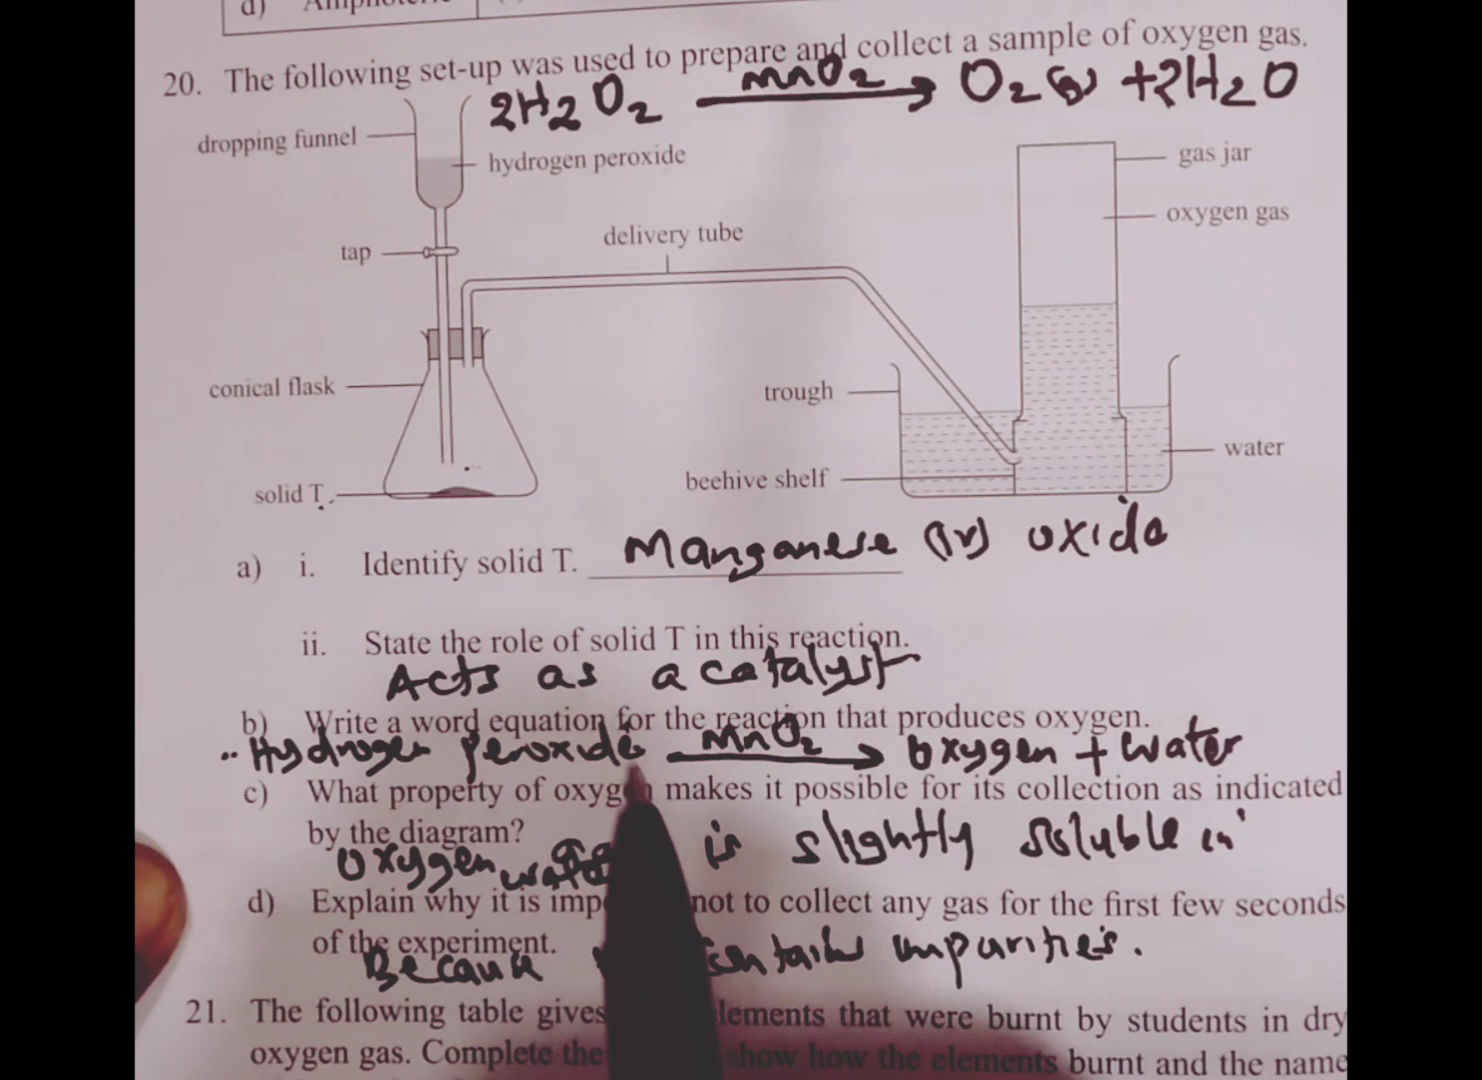 d) Amphoteric
20. The following set-up was used to prepare and collect a sample of oxygen gas.
2H2O2 MnO2 → O2(g) + 2H2O
dropping funnel
hydrogen peroxide
gas jar
oxygen gas
delivery tube
tap
conical flask
trough
water
beehive shelf
solid T
a) i. Identify solid T. Manganese (IV) oxide
ii. State the role of solid T in this reaction.
Acts as a catalyst
b) Write a word equation for the reaction that produces oxygen.
Hydrogen peroxide MnO2 → oxygen + water
c) What property of oxygen makes it possible for its collection as indicated
by the diagram?
oxygen is slightly soluble in
water
d) Explain why it is not to collect any gas for the first few seconds
of the experiment.
Because contains impurities.
21. The following table gives elements that were burnt by students in dry
oxygen gas. Complete the show how the elements burnt and the name